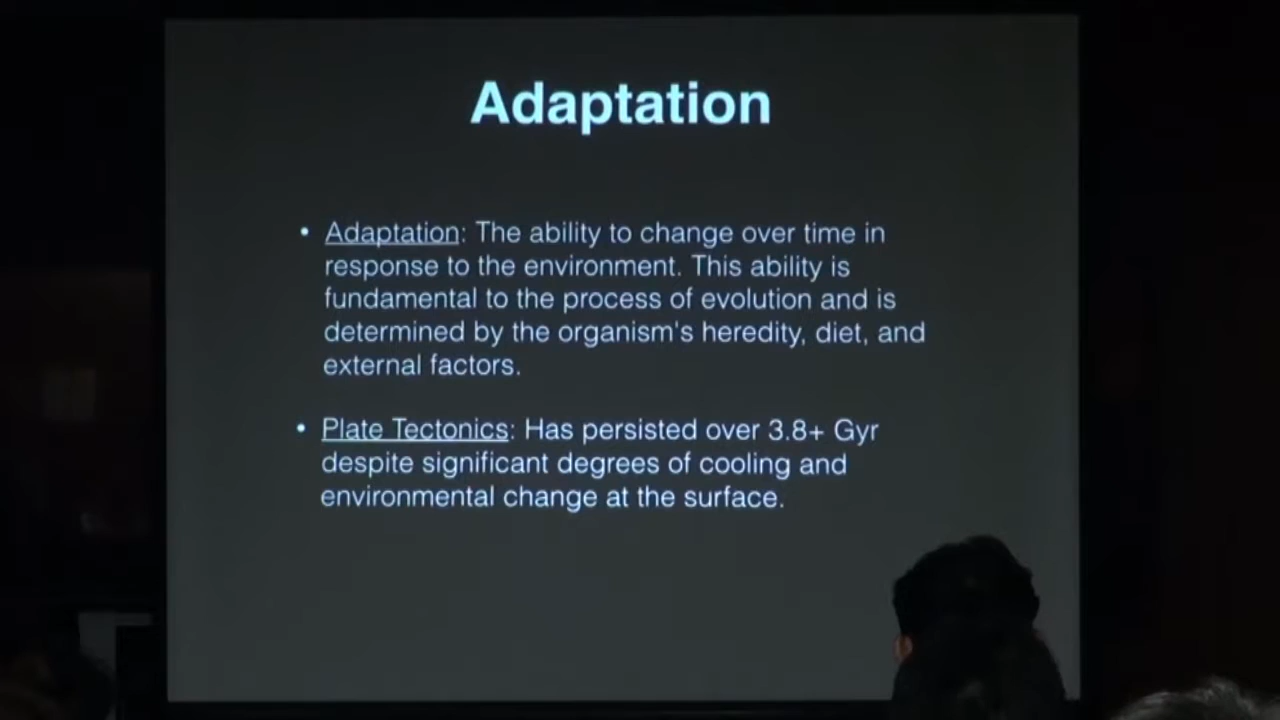 Adaptation
• Adaptation: The ability to change over time in
response to the environment. This ability is
fundamental to the process of evolution and is
determined by the organism's heredity, diet, and
external factors.
• Plate Tectonics: Has persisted over 3.8+ Gyr
despite significant degrees of cooling and
environmental change at the surface.